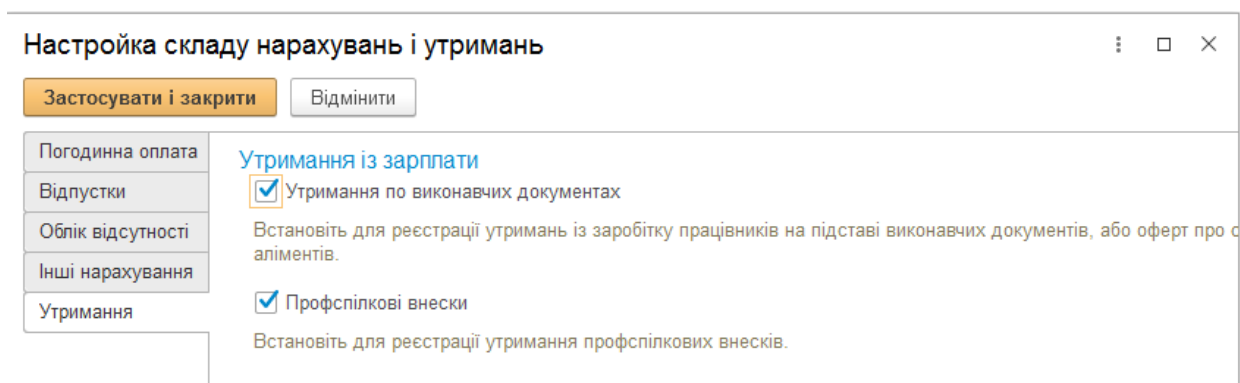 Настройка складу нарахувань і утримань
Застосувати і закрити
Відмінити
Погодинна оплата
Відпустки
Облік відсутності
Інші нарахування
Утримання
Утримання із зарплати
Утримання по виконавчих документах
Встановіть для реєстрації утримань із заробітку працівників на підставі виконавчих документів, або оферт про
аліментів.
Профспілкові внески
Встановіть для реєстрації утримання профспілкових внесків.